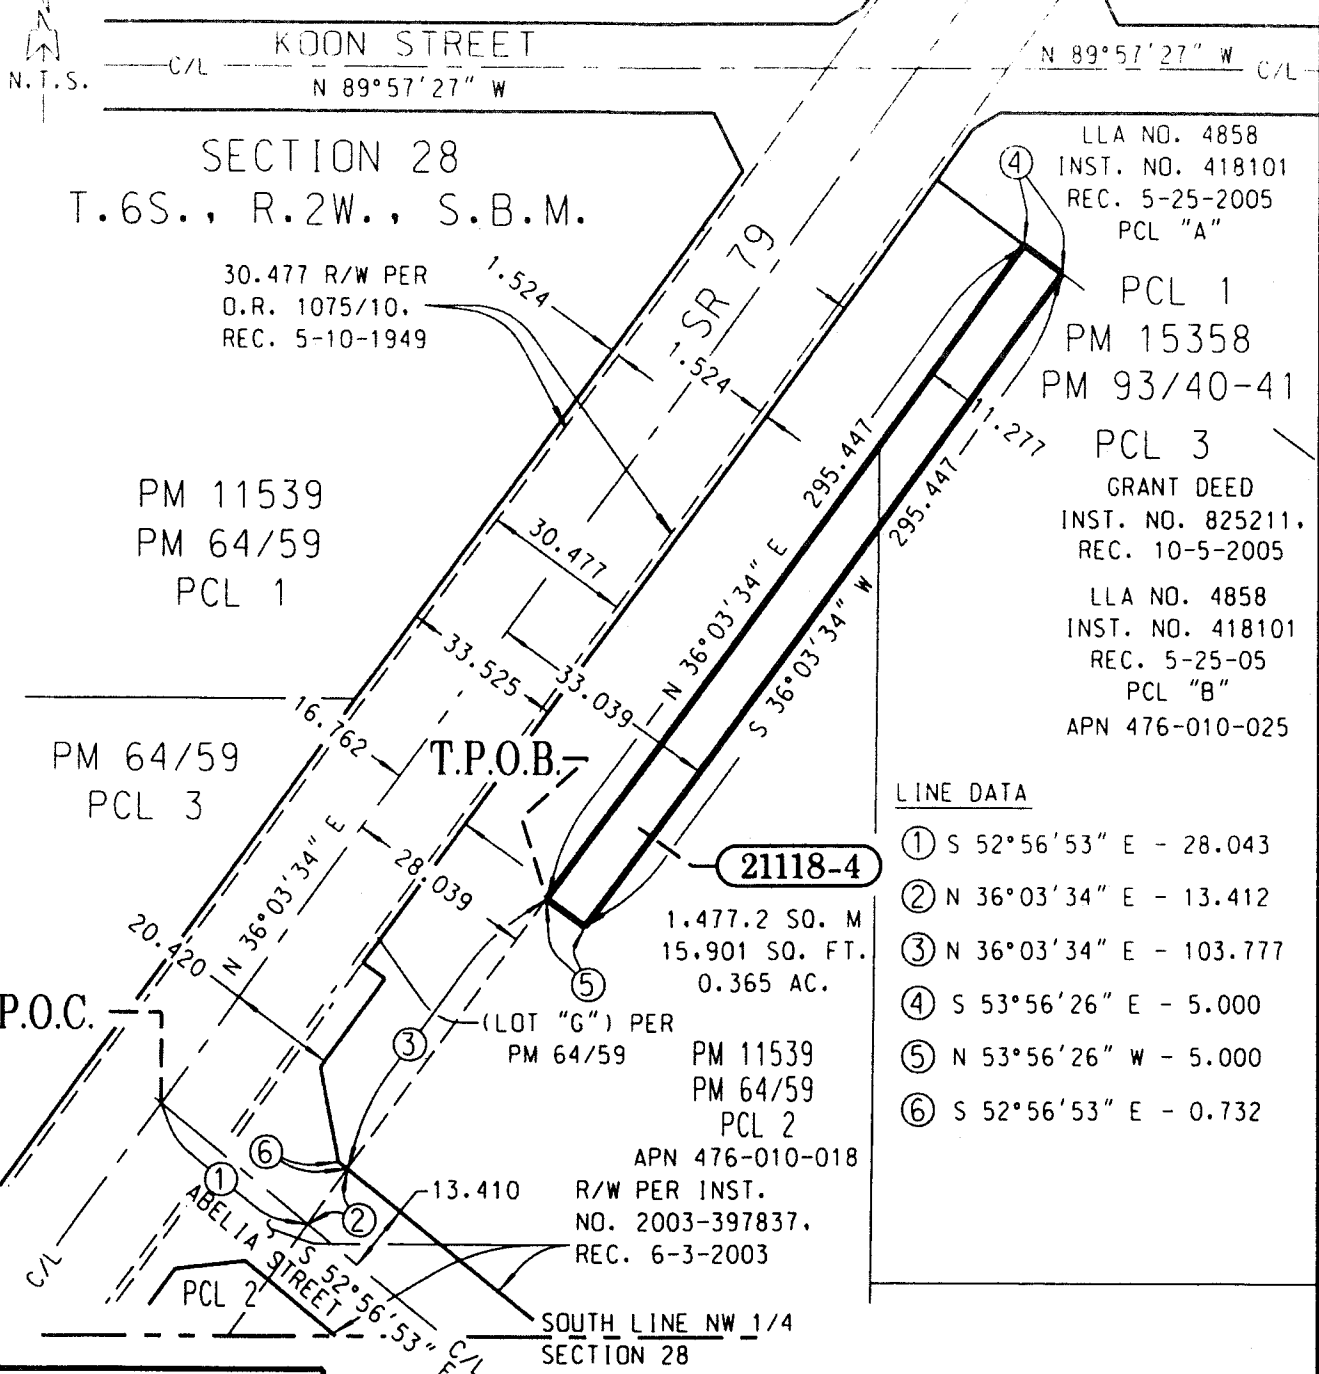 N
N.T.S.
C/L
KOON STREET
N 89°57'27" W
N 89°57'27" W
C/L
SECTION 28
T.6S., R.2W., S.B.M.
30.477 R/W PER
O.R. 1075/10,
REC. 5-10-1949
1.524
SR 79
1.524
4
LLA NO. 4858
INST. NO. 418101
REC. 5-25-2005
PCL "A"
PCL 1
PM 15358
PM 93/40-41
11.277
PCL 3
GRANT DEED
INST. NO. 825211,
REC. 10-5-2005
LLA NO. 4858
INST. NO. 418101
REC. 5-25-05
PCL "B"
APN 476-010-025
295.447
295.447
N 36°03'34" E
S 36°03'34" W
PM 11539
PM 64/59
PCL 1
30.477
33.525
33.039
16.762
PM 64/59
PCL 3
T.P.O.B.
28.039
N 36°03'34" E
20.420
P.O.C.
21118-4
1,477.2 SQ. M
15,901 SQ. FT.
0.365 AC.
5
3
(LOT "G") PER
PM 64/59
PM 11539
PM 64/59
PCL 2
APN 476-010-018
LINE DATA
1 S 52°56'53" E - 28.043
2 N 36°03'34" E - 13.412
3 N 36°03'34" E - 103.777
4 S 53°56'26" E - 5.000
5 N 53°56'26" W - 5.000
6 S 52°56'53" E - 0.732
6
1
2
13.410
R/W PER INST.
NO. 2003-397837,
REC. 6-3-2003
ABELIA STREET
S 52°56'53" E
C/L
C/L
PCL 2
SOUTH LINE NW 1/4
SECTION 28